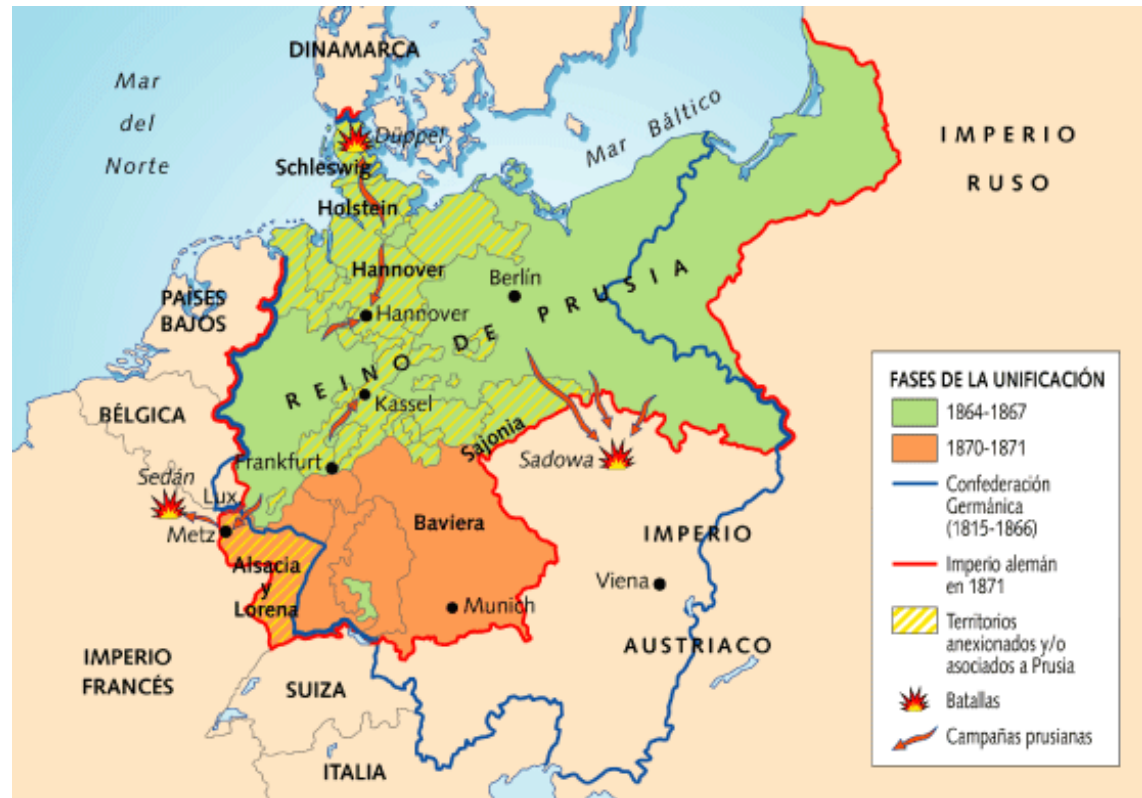 DINAMARCA
Mar
del
Norte
Düppel
Mar Báltico
IMPERIO
RUSO
Schleswig
Holstein
Hannover
Berlín
PAÍSES
BAJOS
Hannover
REINO DE PRUSIA
Kassel
BÉLGICA
Sajonia
Sadowa
Frankfurt
Sedán
Lux.
Metz
Baviera
IMPERIO
Alsacia
y
Lorena
Viena
Munich
AUSTRIACO
IMPERIO
FRANCÉS
SUIZA
ITALIA
FASES DE LA UNIFICACIÓN
1864-1867
1870-1871
Confederación
Germánica
(1815-1866)
Imperio alemán
en 1871
Territorios
anexionados y/o
asociados a Prusia
Batallas
Campañas prusianas